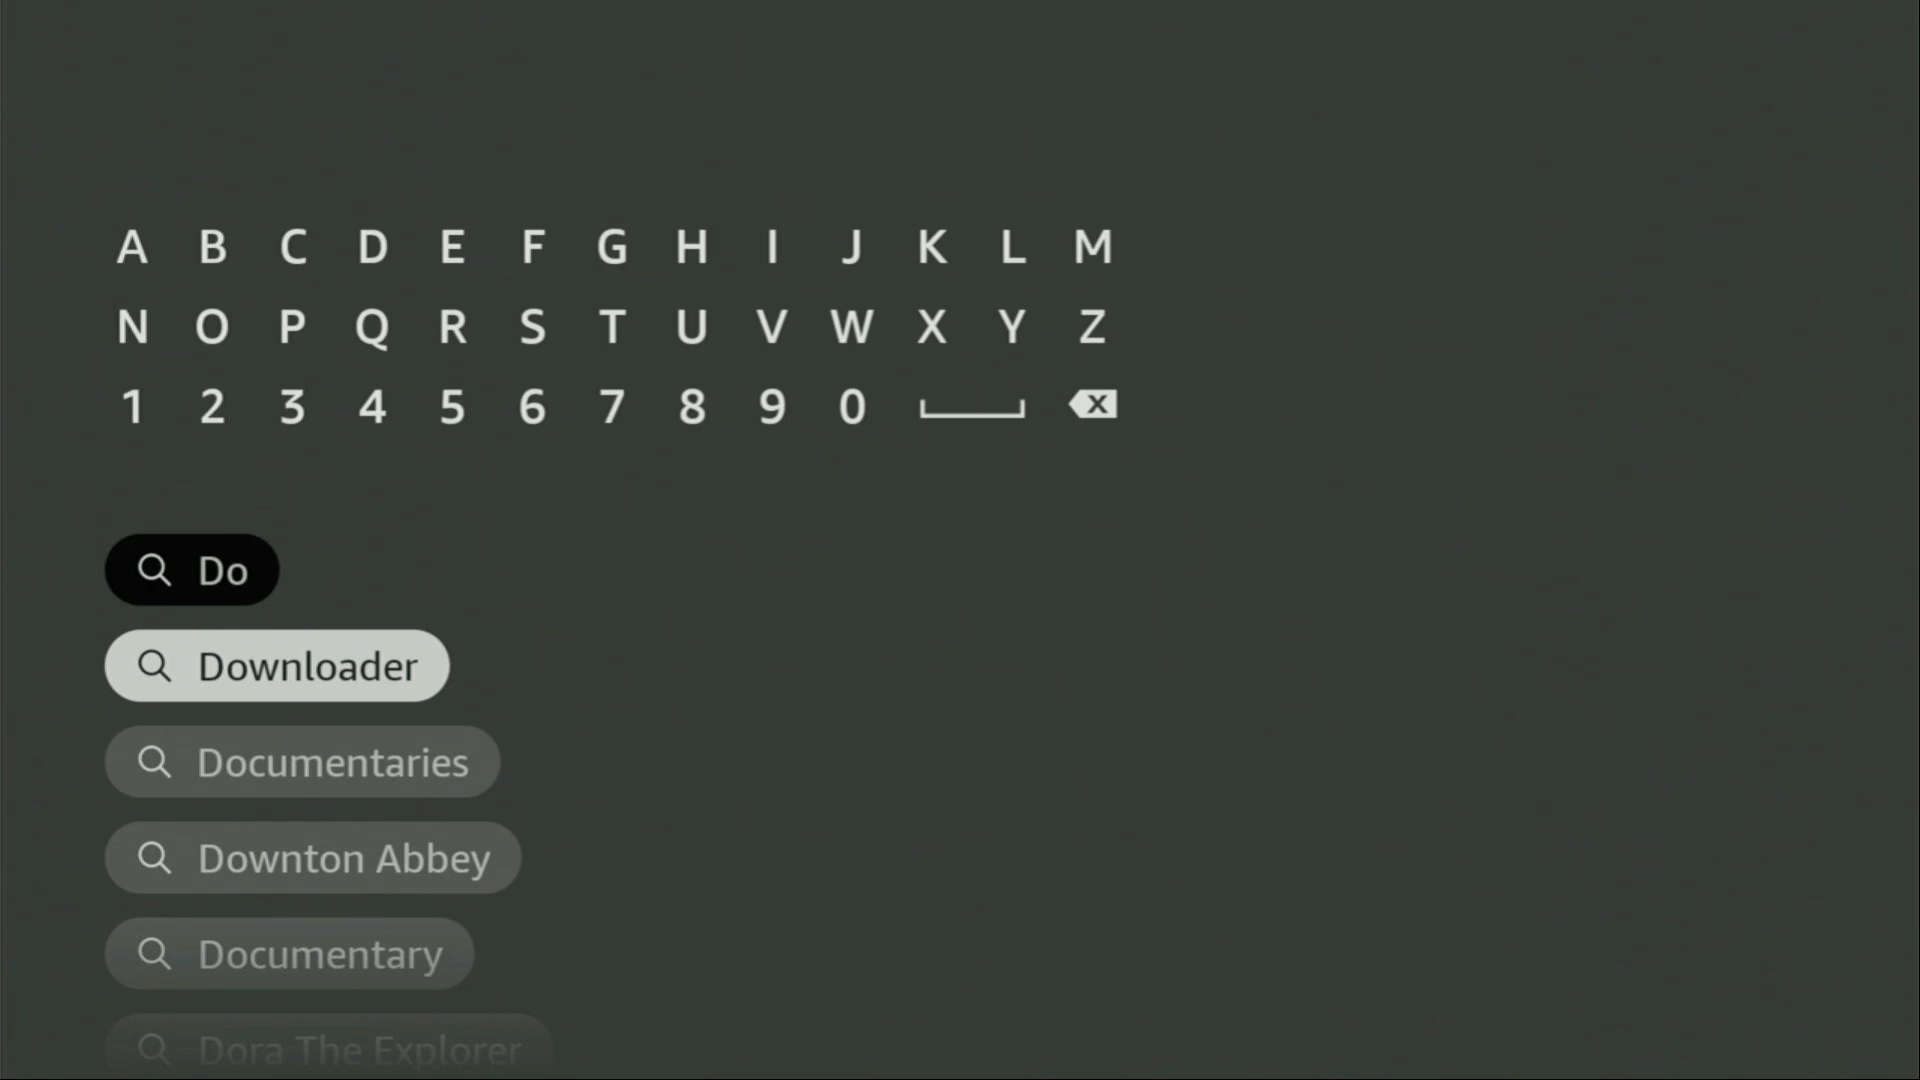 A B C D E F G H I J K L M
N O P Q R S T U V W X Y Z
1 2 3 4 5 6 7 8 9 0
Do
Downloader
Documentaries
Downton Abbey
Documentary
Dora The Explorer